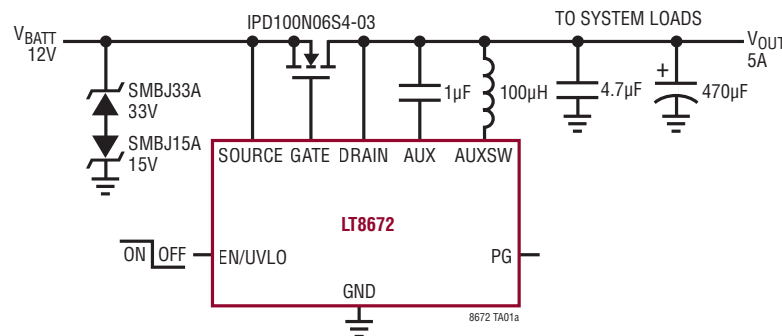 IPD100N06S4-03
TO SYSTEM LOADS
VBATT
12V
VOUT
5A
SMBJ33A
33V
SMBJ15A
15V
1µF
100µH
4.7µF
+
470µF
SOURCE GATE DRAIN AUX AUXSW
LT8672
ON OFF
EN/UVLO
PG
GND
8672 TA01a